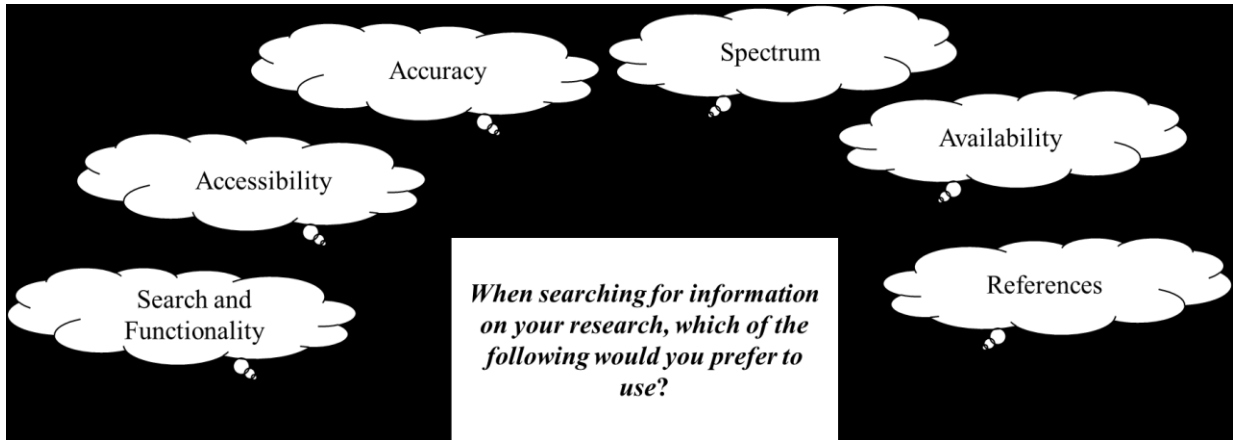 Accuracy
Spectrum
Availability
Accessibility
References
Search and
Functionality
When searching for information
on your research, which of the
following would you prefer to
use?